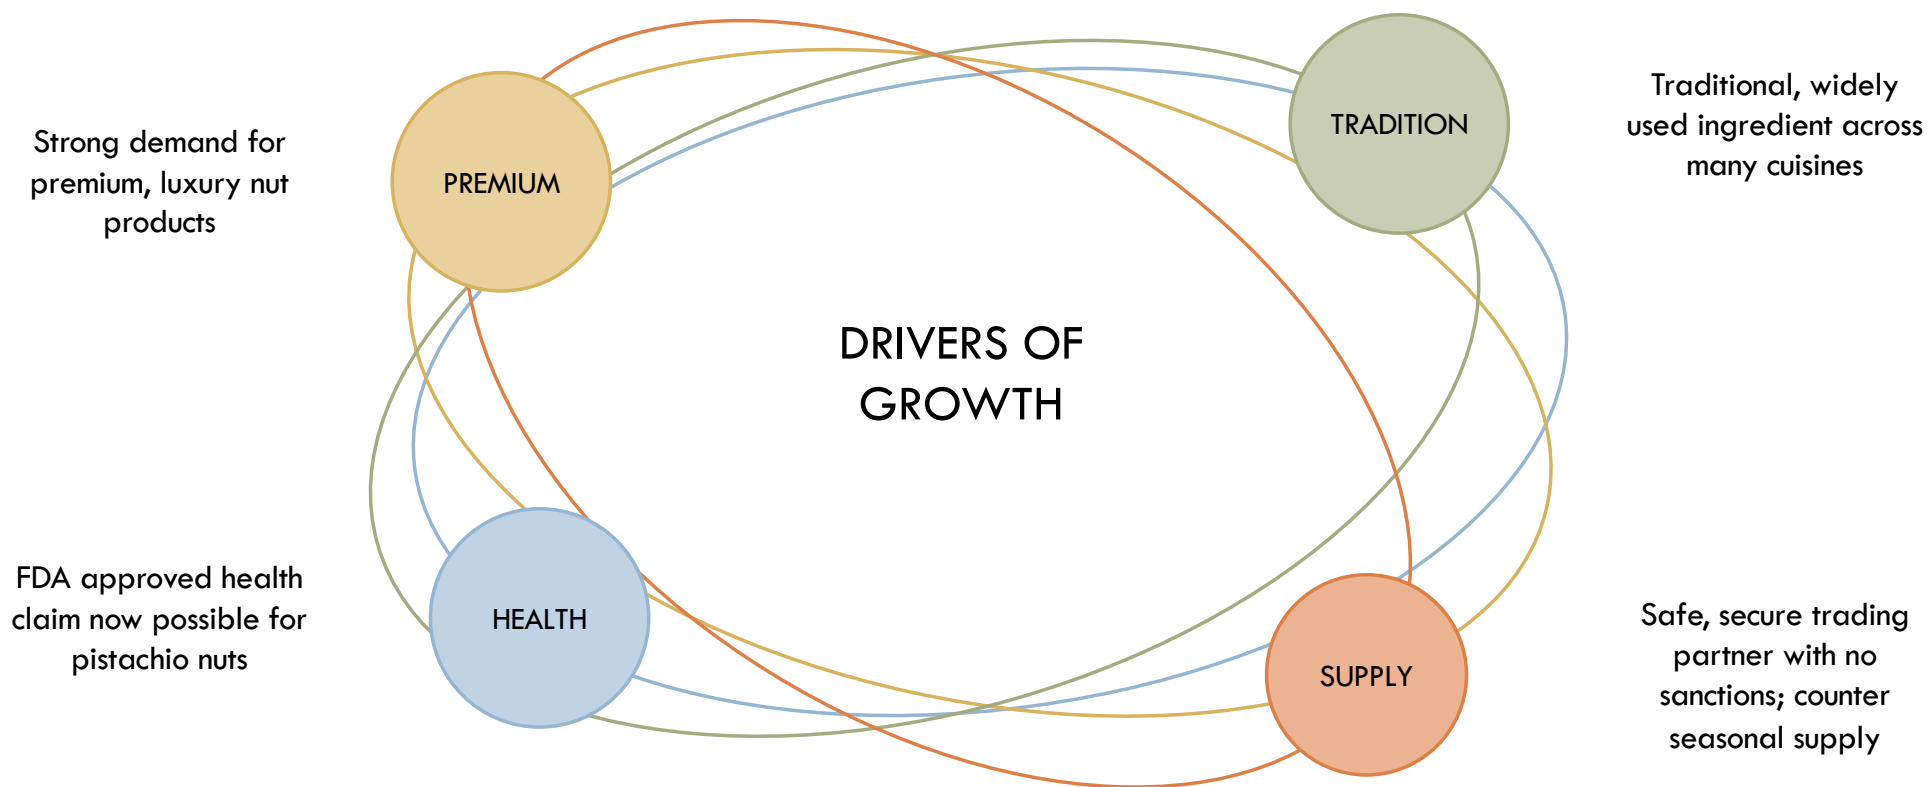 Strong demand for
premium, luxury nut
products
PREMIUM
TRADITION
Traditional, widely
used ingredient across
many cuisines
DRIVERS OF
GROWTH
FDA approved health
claim now possible for
pistachio nuts
HEALTH
SUPPLY
Safe, secure trading
partner with no
sanctions; counter
seasonal supply